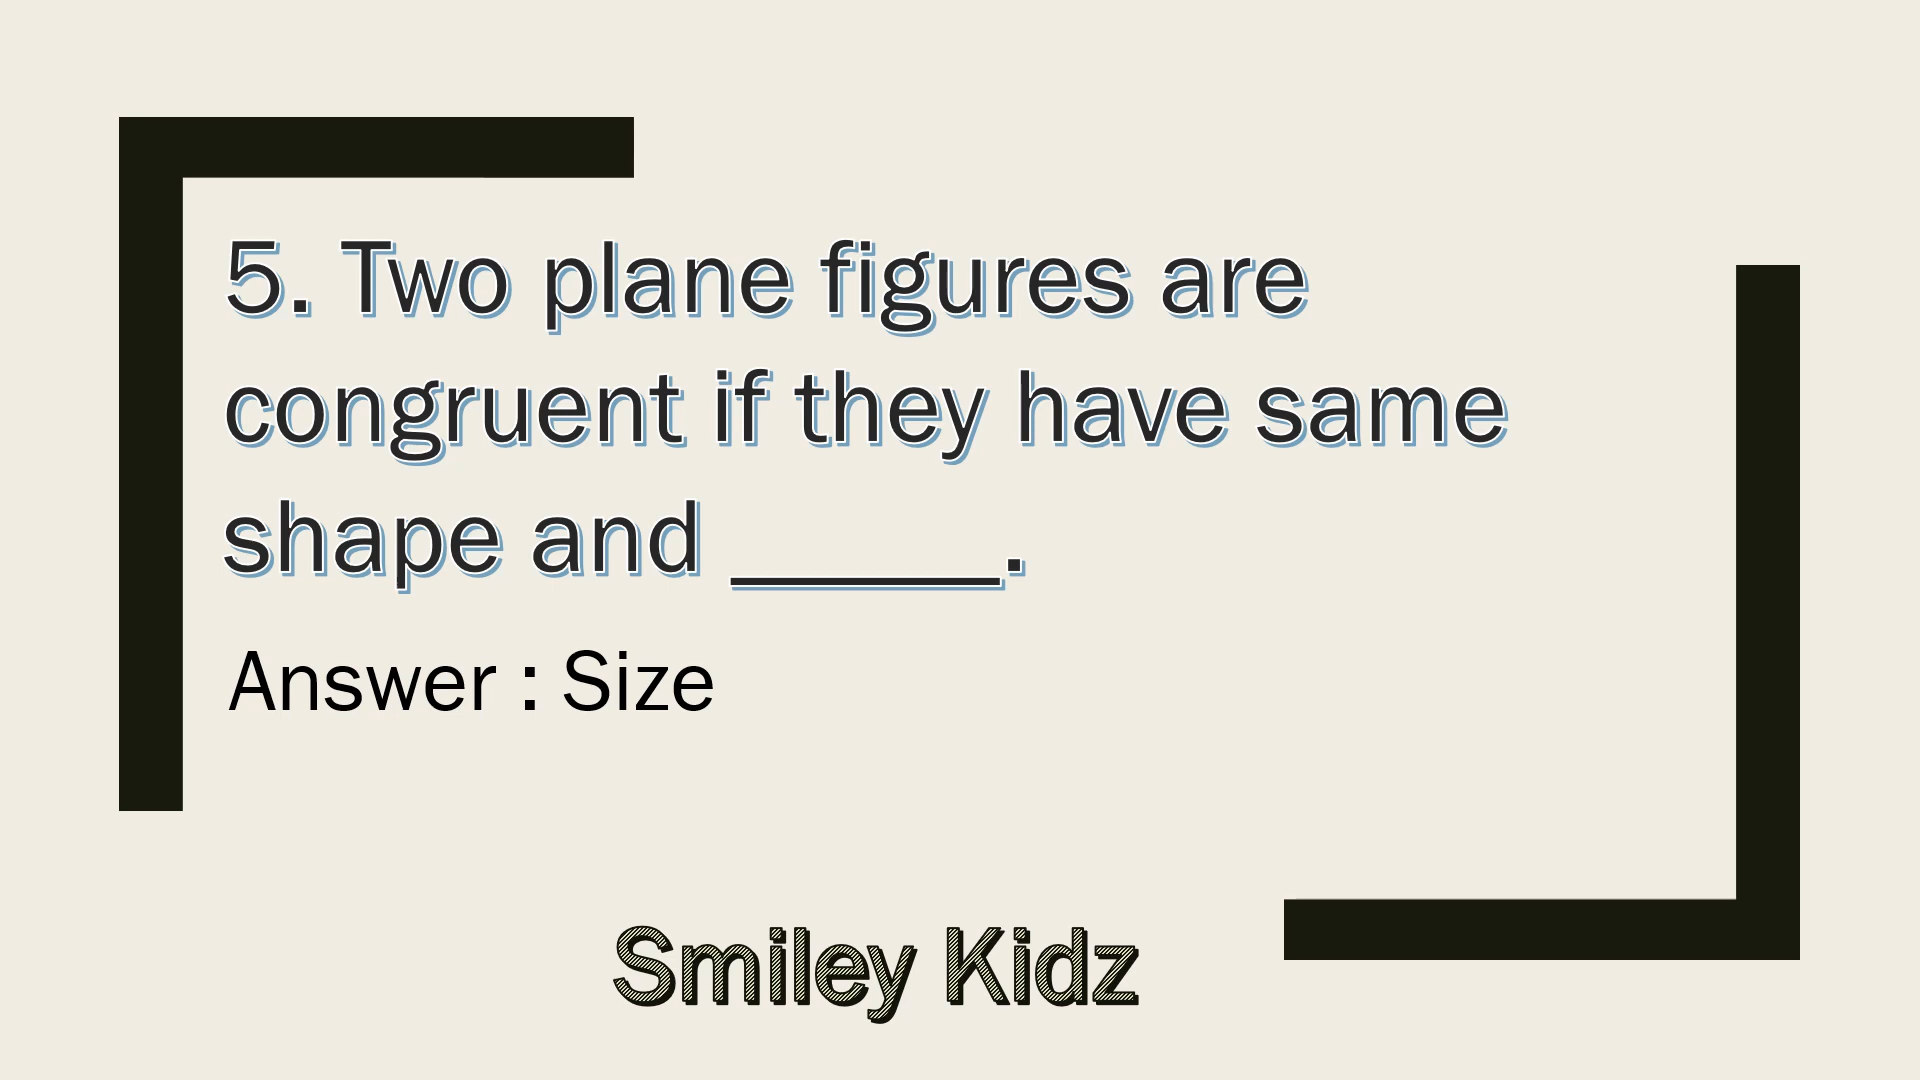 5. Two plane figures are
congruent if they have same
shape and _____.
Answer : Size
Smiley Kidz